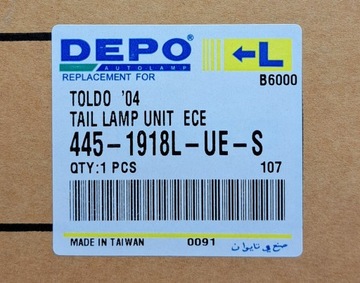 DEPO
AUTOLAMP
L
REPLACEMENT FOR
B6000
TOLDO '04
TAIL LAMP UNIT ECE
445-1918L-UE-S
QTY:1 PCS 107
MADE IN TAIWAN 0091 صنع في تايوان